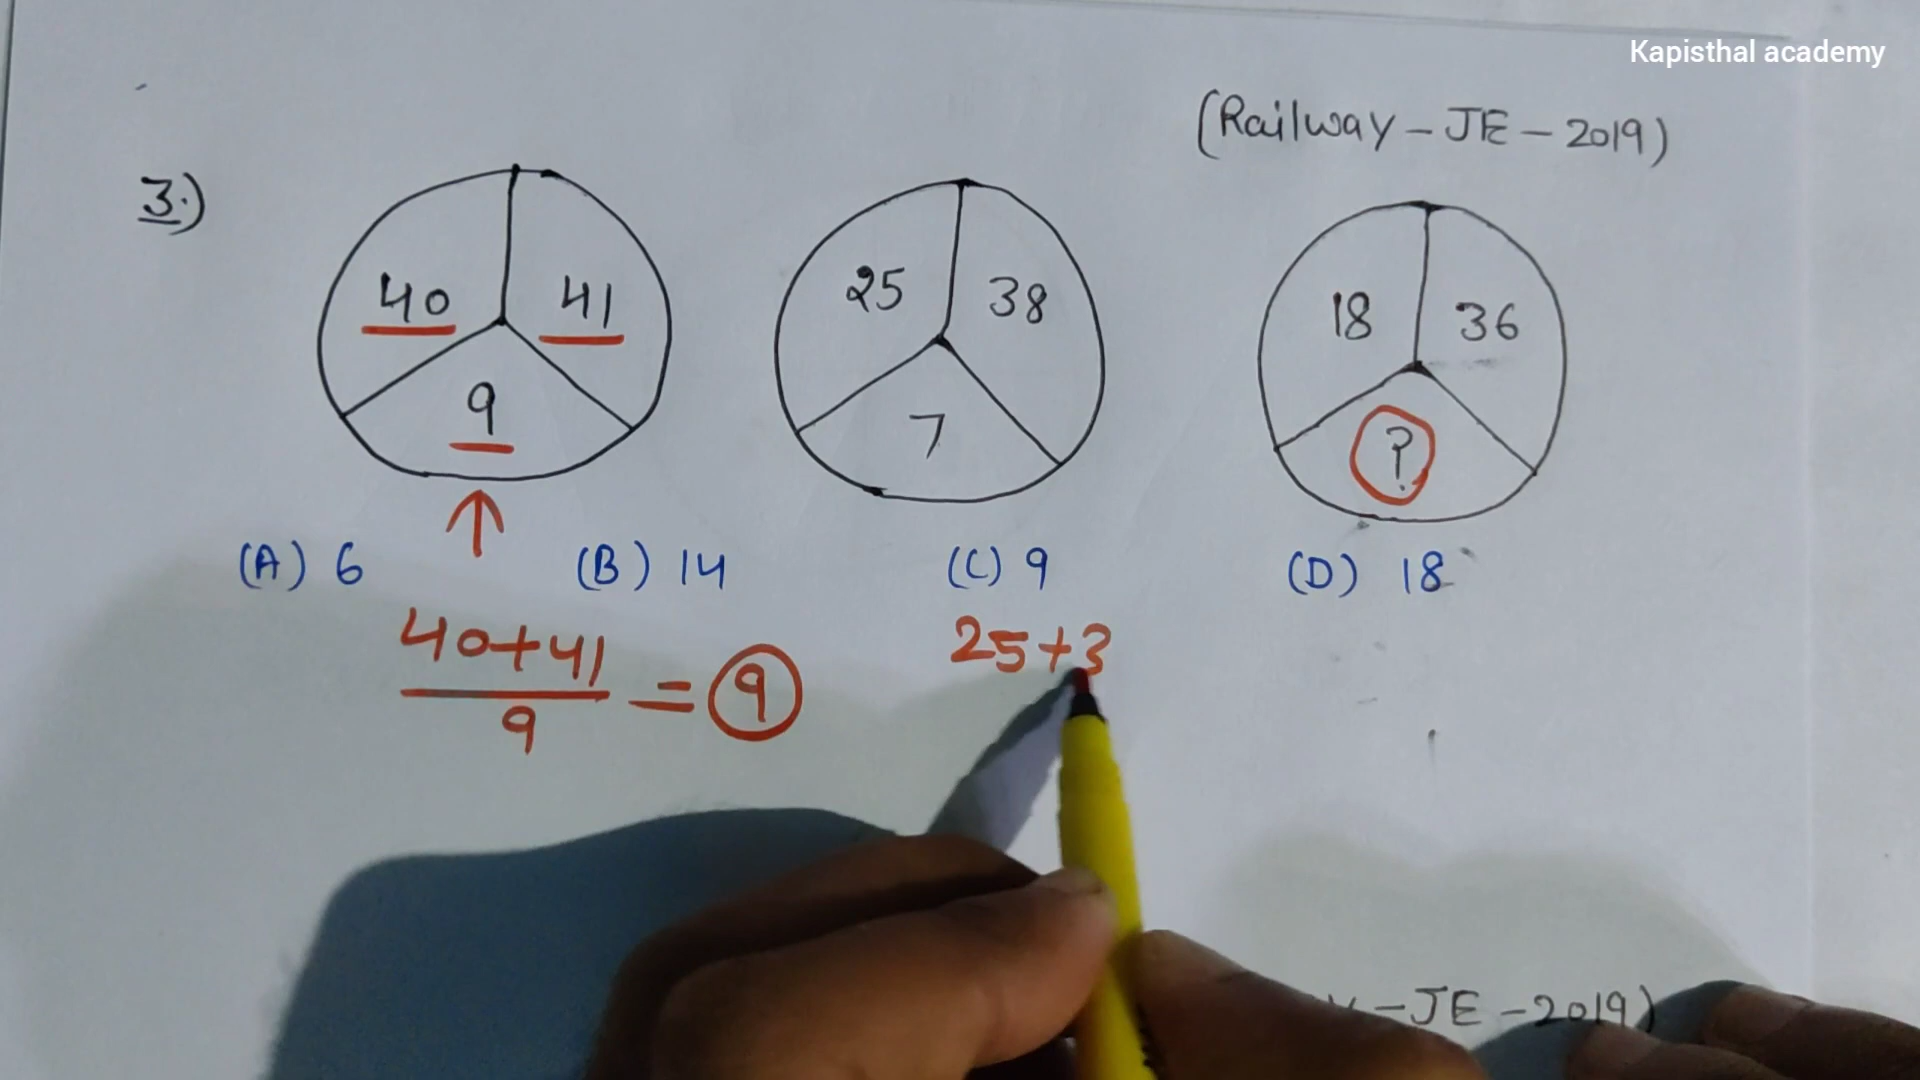 Kapisthal academy
(Railway-JE-2019)
3.)
40 41
9
25 38
7
18 36
?
(A) 6 (B) 14 (C) 9 (D) 18
40+41
9
= 9
25+3
-JE-2019)